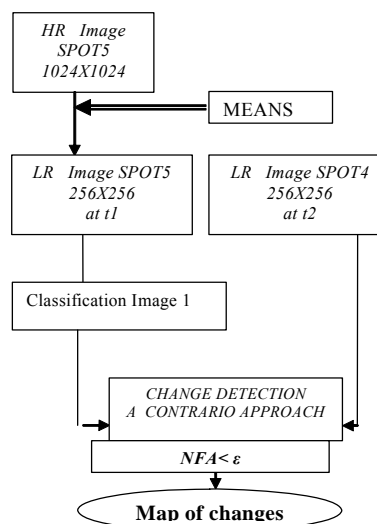 HR Image
SPOT5
1024X1024
MEANS
LR Image SPOT5
256X256
at t1
LR Image SPOT4
256X256
at t2
Classification Image 1
CHANGE DETECTION
A CONTRARIO APPROACH
NFA< ε
Map of changes